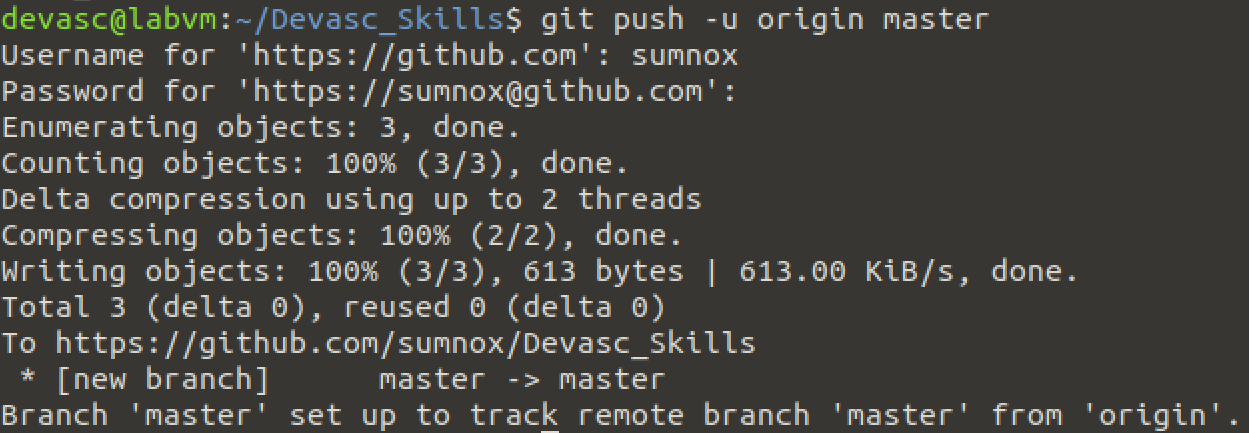 devasc@labvm:~/Devasc_Skills$ git push -u origin master
Username for 'https://github.com': sumnox
Password for 'https://sumnox@github.com':
Enumerating objects: 3, done.
Counting objects: 100% (3/3), done.
Delta compression using up to 2 threads
Compressing objects: 100% (2/2), done.
Writing objects: 100% (3/3), 613 bytes | 613.00 KiB/s, done.
Total 3 (delta 0), reused 0 (delta 0)
To https://github.com/sumnox/Devasc_Skills
 * [new branch]      master -> master
Branch 'master' set up to track remote branch 'master' from 'origin'.